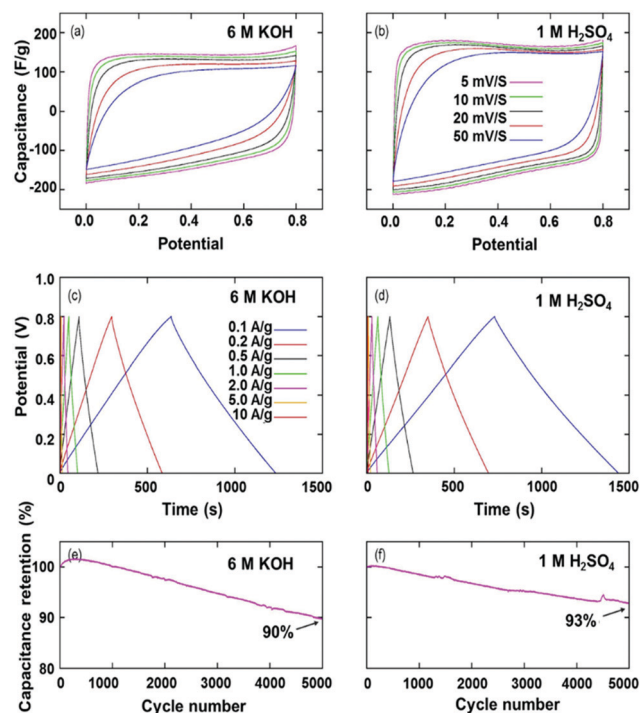 (a)
6 M KOH
Capacitance (F/g)
200
100
0
-100
-200
0.0 0.2 0.4 0.6 0.8
Potential
(b)
1 M H₂SO₄
5 mV/S
10 mV/S
20 mV/S
50 mV/S
0.0 0.2 0.4 0.6 0.8
Potential
(c)
6 M KOH
Potential (V)
1.0
0.8
0.6
0.4
0.2
0
0.1 A/g
0.2 A/g
0.5 A/g
1.0 A/g
2.0 A/g
5.0 A/g
10 A/g
0 500 1000 1500
Time (s)
(d)
1 M H₂SO₄
0 500 1000 1500
Time (s)
(e)
6 M KOH
Capacitance retention (%)
100
90
80
90%
0 1000 2000 3000 4000 5000
Cycle number
(f)
1 M H₂SO₄
93%
0 1000 2000 3000 4000 5000
Cycle number